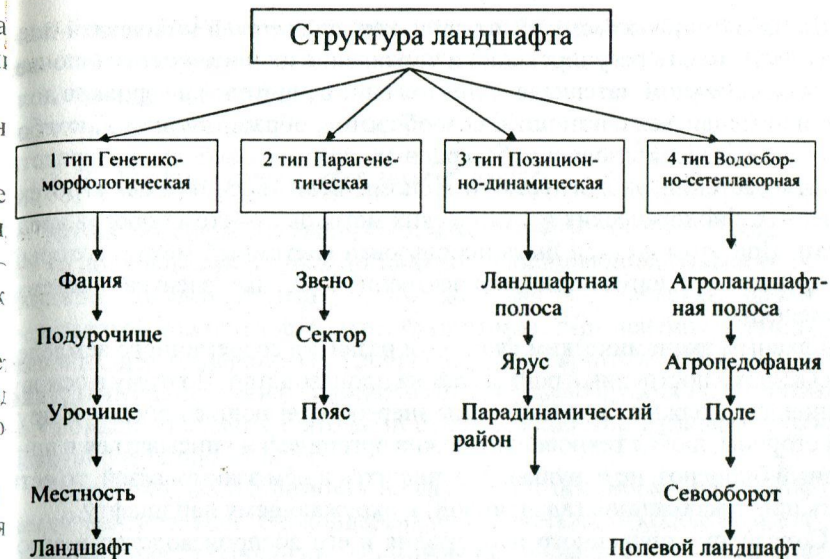 Структура ландшафта
1 тип Генетико-
морфологическая
2 тип Параген-
етическая
3 тип Позицион-
но-динамическая
4 тип Водосбор-
но-сетеплакорная
Фация
Подурочище
Урочище
Местность
Ландшафт
Звено
Сектор
Пояс
Ландшафтная
полоса
Ярус
Парадинамический
район
Агроландшафт-
ная полоса
Агропедофация
Поле
Севооборот
Полевой ландшафт